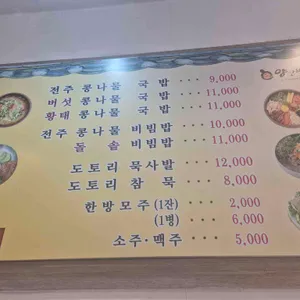 전주 콩나물 국밥 ··· 9,000
버섯 콩나물 국밥 ··· 11,000
황태 콩나물 국밥 ··· 11,000
전주 콩나물 비빔밥 ··· 10,000
돌솥 비빔밥 ··· 11,000
도토리 묵사발 ··· 12,000
도토리 참묵 ··· 8,000
한방모주 (1잔) ··· 2,000
(1병) ··· 6,000
소주·맥주 ··· 5,000